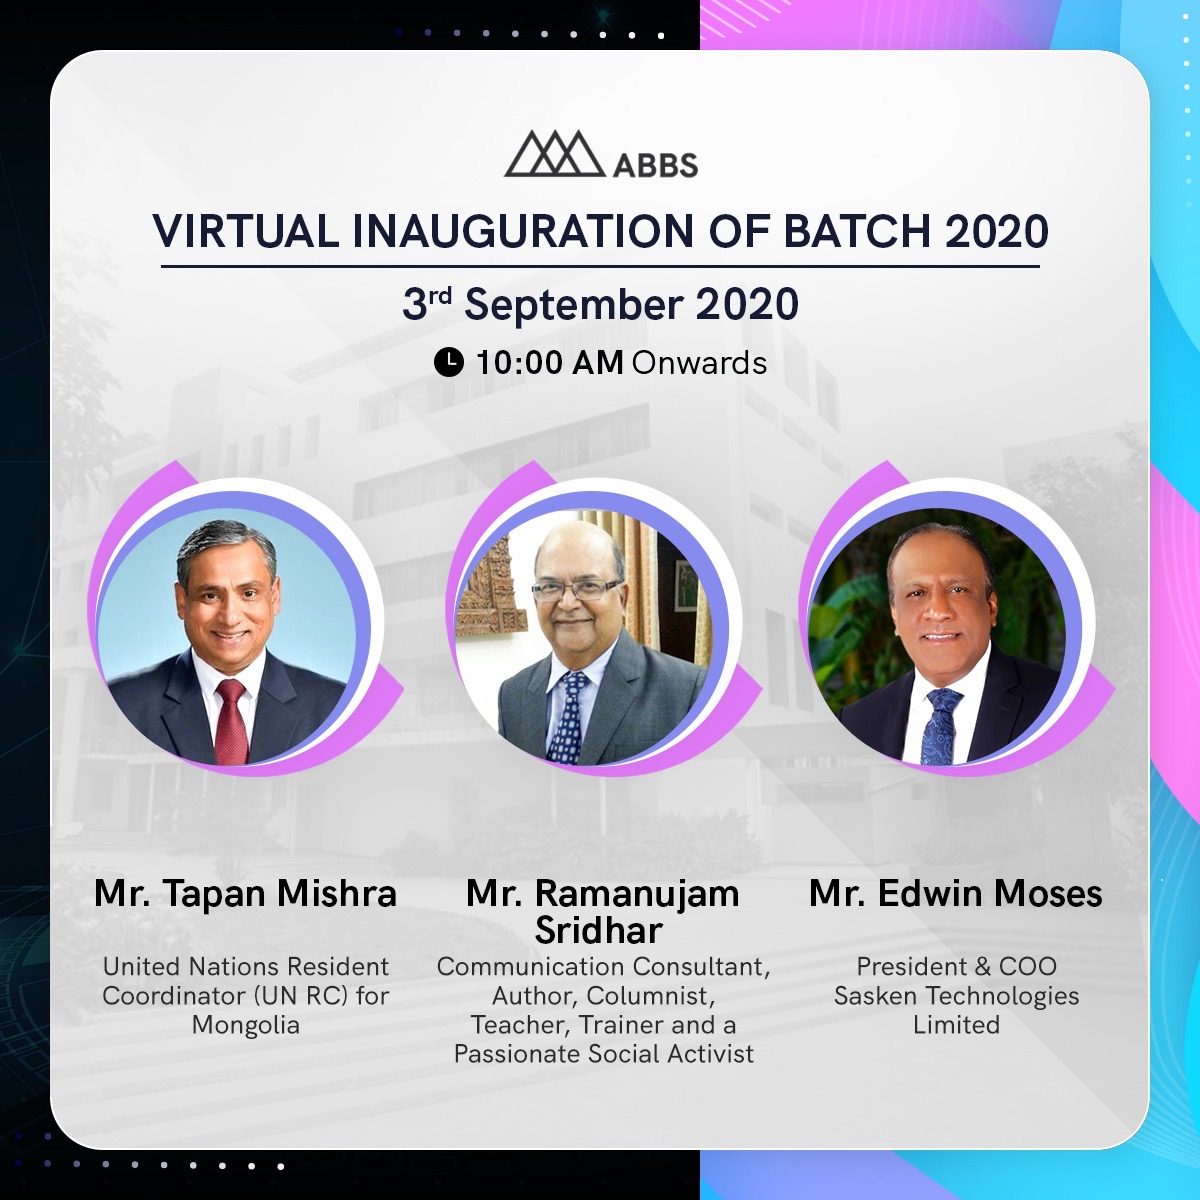 ABBS
VIRTUAL INAUGURATION OF BATCH 2020
3rd September 2020
10:00 AM Onwards
Mr. Tapan Mishra
United Nations Resident
Coordinator (UN RC) for
Mongolia
Mr. Ramanujam
Sridhar
Communication Consultant,
Author, Columnist,
Teacher, Trainer and a
Passionate Social Activist
Mr. Edwin Moses
President & COO
Sasken Technologies
Limited